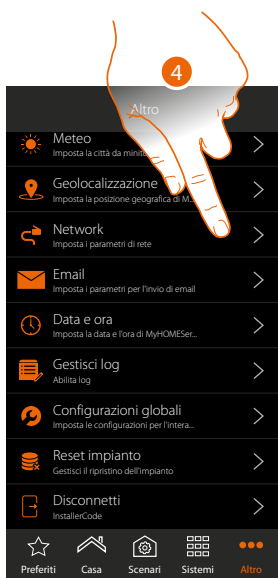 4
Altro
Meteo
Imposta la città da
Geolocalizzazione
Imposta la posizione geografica di M...
Network
Imposta i parametri di rete
Email
Imposta i parametri per l'invio di email
Data e ora
Imposta la data e l'ora di MyHOMESer...
Gestisci log
Abilita log
Configurazioni globali
Imposta le configurazioni per l'intera...
Reset impianto
Gestisci il ripristino dell'impianto
Disconnetti
InstallerCode
Preferiti Casa Scenari Sistemi Altro